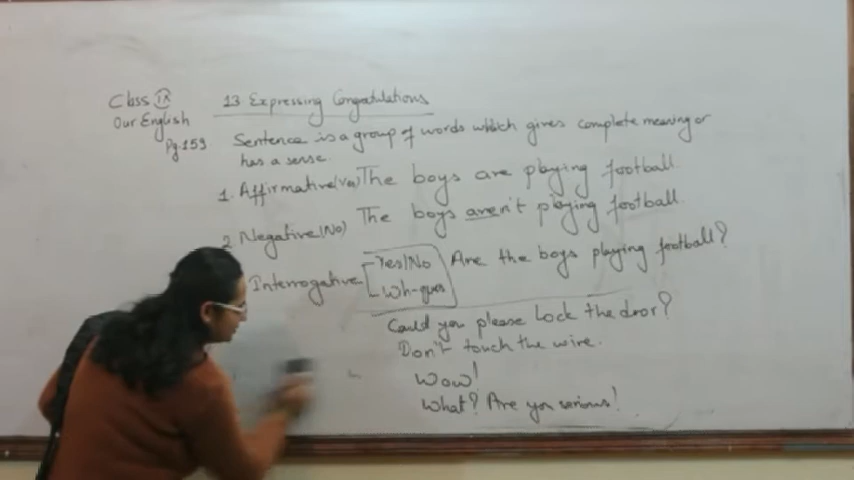 Class IX
Our English
Pg.159
13 Expressing Congratulations
Sentence is a group of words which gives complete meaning or
has a sense.
1. Affirmative(Yes) The boys are playing football.
2 Negative(No) The boys aren't playing football.
Interrogative Yes/No Are the boys playing football?
Wh-ques
Could you please lock the door?
Don't touch the wire.
Wow!
What? Are you serious!